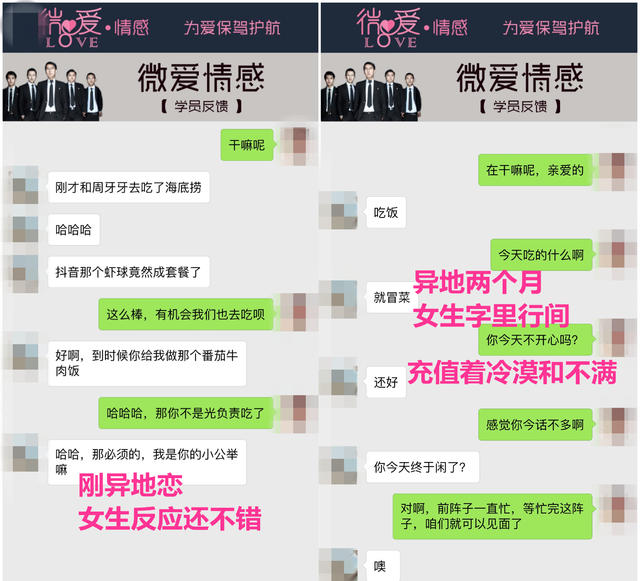 微爱·情感
LOVE
为爱保驾护航
微爱情感
【 学员反馈 】
干嘛呢
刚才和周牙牙去吃了海底捞
哈哈哈
抖音那个虾球竟然成套餐了
这么棒，有机会我们也去吃呗
好啊，到时候你给我做那个番茄牛
肉饭
哈哈哈，那你不是光负责吃了
哈哈，那必须的，我是你的小公举
嘛
刚异地恋
女生反应还不错
微爱·情感
LOVE
为爱保驾护航
微爱情感
【 学员反馈 】
在干嘛呢，亲爱的
吃饭
今天吃的什么啊
就冒菜
异地两个月
女生字里行间
你今天不开心吗？
充值着冷漠和不满
还好
感觉你今话不多啊
你今天终于闲了？
对啊，前阵子一直忙，等忙完这阵
子，咱们就可以见面了
噢